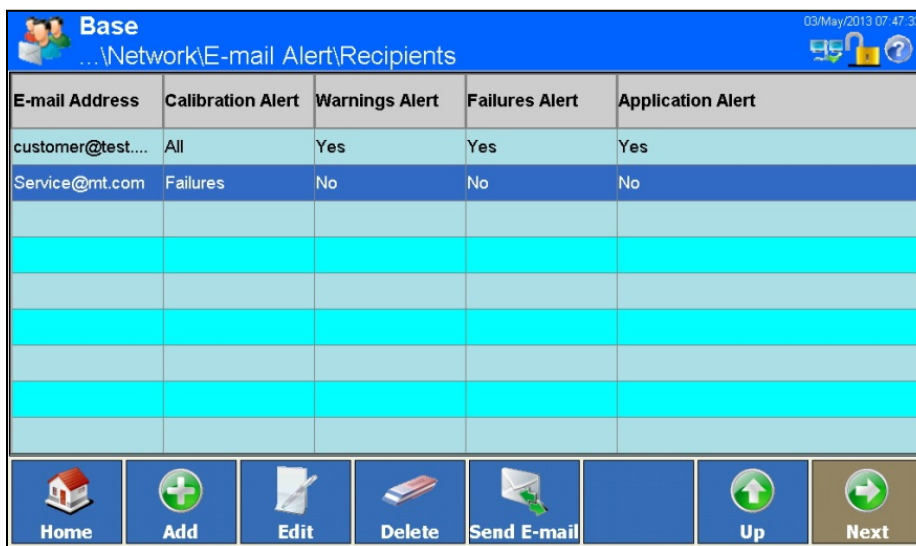 Base
03/May/2013 07:47:3
...\Network\E-mail Alert\Recipients
E-mail Address Calibration Alert Warnings Alert Failures Alert Application Alert
customer@test.... All Yes Yes Yes
Service@mt.com Failures No No No
Home Add Edit Delete Send E-mail Up Next